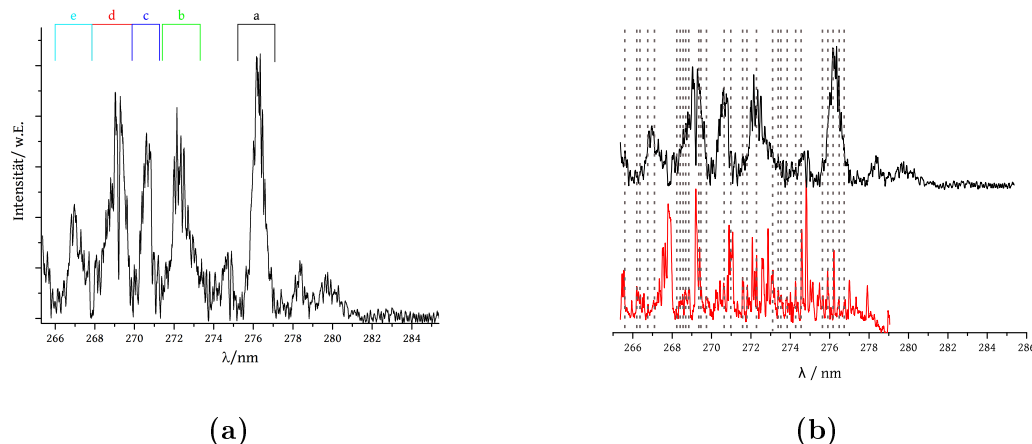 e d c b a
Intensität/ w.E.
266 268 270 272 274 276 278 280 282 284
λ/nm
(a)
266 268 270 272 274 276 278 280 282 284 286
λ / nm
(b)